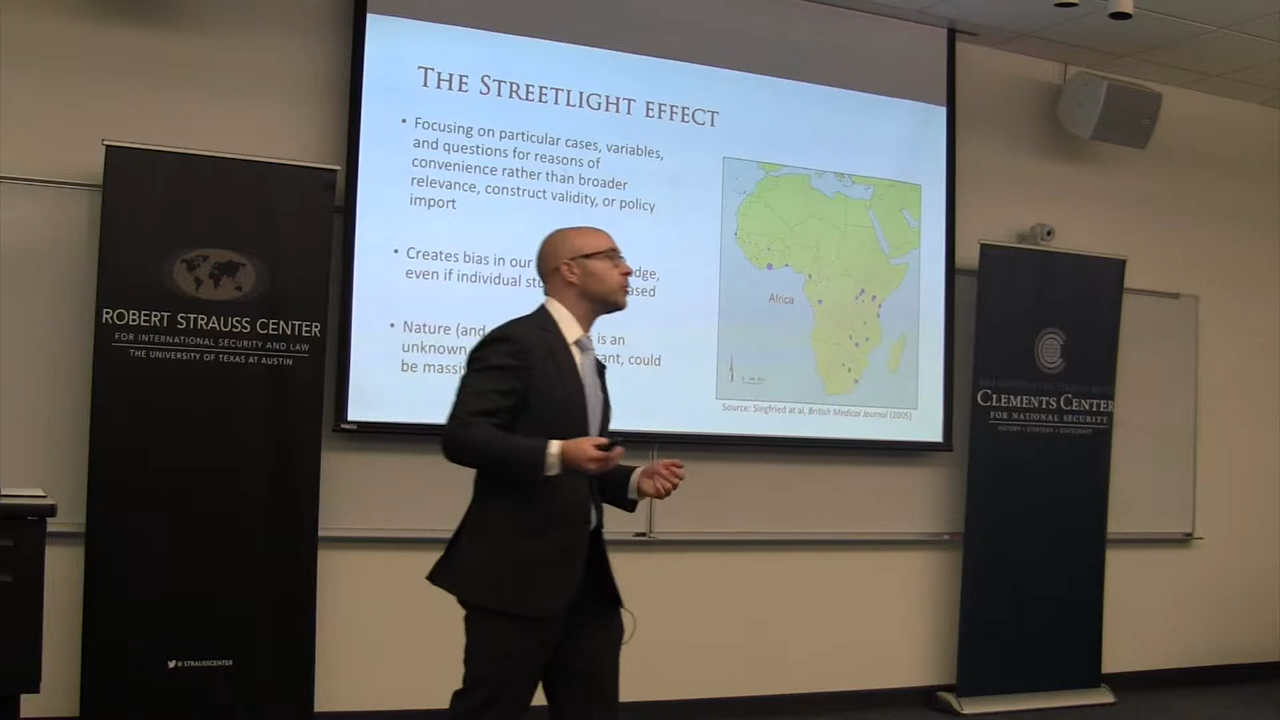 THE STREETLIGHT EFFECT
• Focusing on particular cases, variables,
and questions for reasons of
convenience rather than broader
relevance, construct validity, or policy
import
• Creates bias in our
even if individual
• Nature (and is an
unknown could
be
Africa
Source: Siegfried at al, British Medical Journal (2005)
ROBERT STRAUSS CENTER
FOR INTERNATIONAL SECURITY AND LAW
THE UNIVERSITY OF TEXAS AT AUSTIN
@STRAUSSCENTER
CLEMENTS CENTER
FOR NATIONAL SECURITY
HISTORY • STRATEGY • STATECRAFT